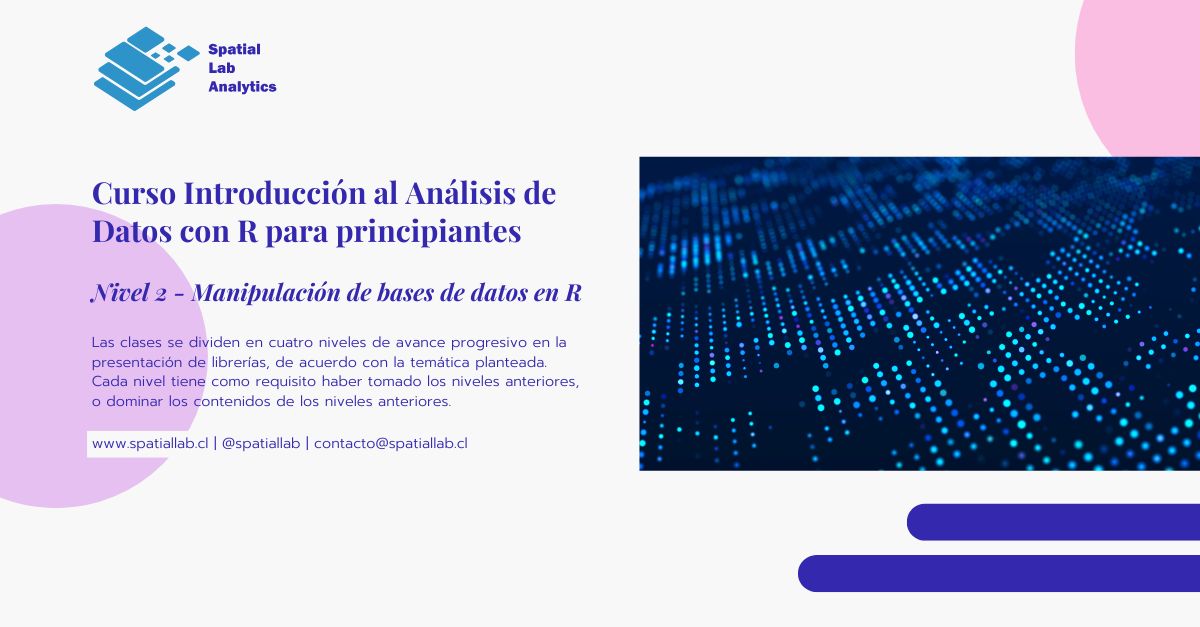 Spatial
Lab
Analytics
Curso Introducción al Análisis de
Datos con R para principiantes
Nivel 2 - Manipulación de bases de datos en R
Las clases se dividen en cuatro niveles de avance progresivo en la
presentación de librerías, de acuerdo con la temática planteada.
Cada nivel tiene como requisito haber tomado los niveles anteriores,
o dominar los contenidos de los niveles anteriores.
www.spatiallab.cl | @spatiallab | contacto@spatiallab.cl